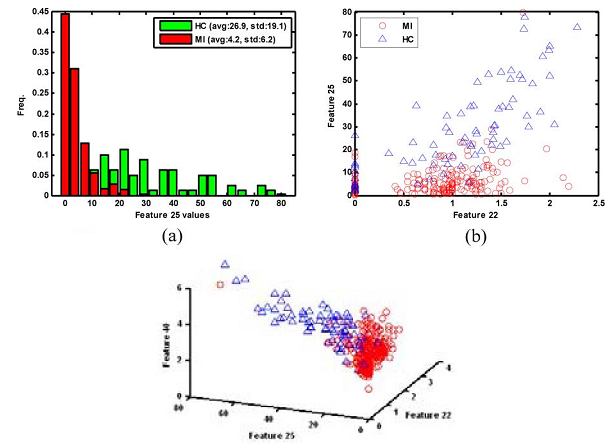 0.45
0.4
0.35
0.3
0.25
0.2
0.15
0.1
0.05
0
Freq.
HC (avg:26.9, std:19.1)
MI (avg:4.2, std:6.2)
0 10 20 30 40 50 60 70 80
Feature 25 values
(a)
80
70
60
50
40
30
20
10
0
Feature 25
MI
HC
0 0.5 1 1.5 2 2.5
Feature 22
(b)
6
4
2
0
Feature 40
80 60 40 20 0
Feature 25
0 1 2 3 4
Feature 22